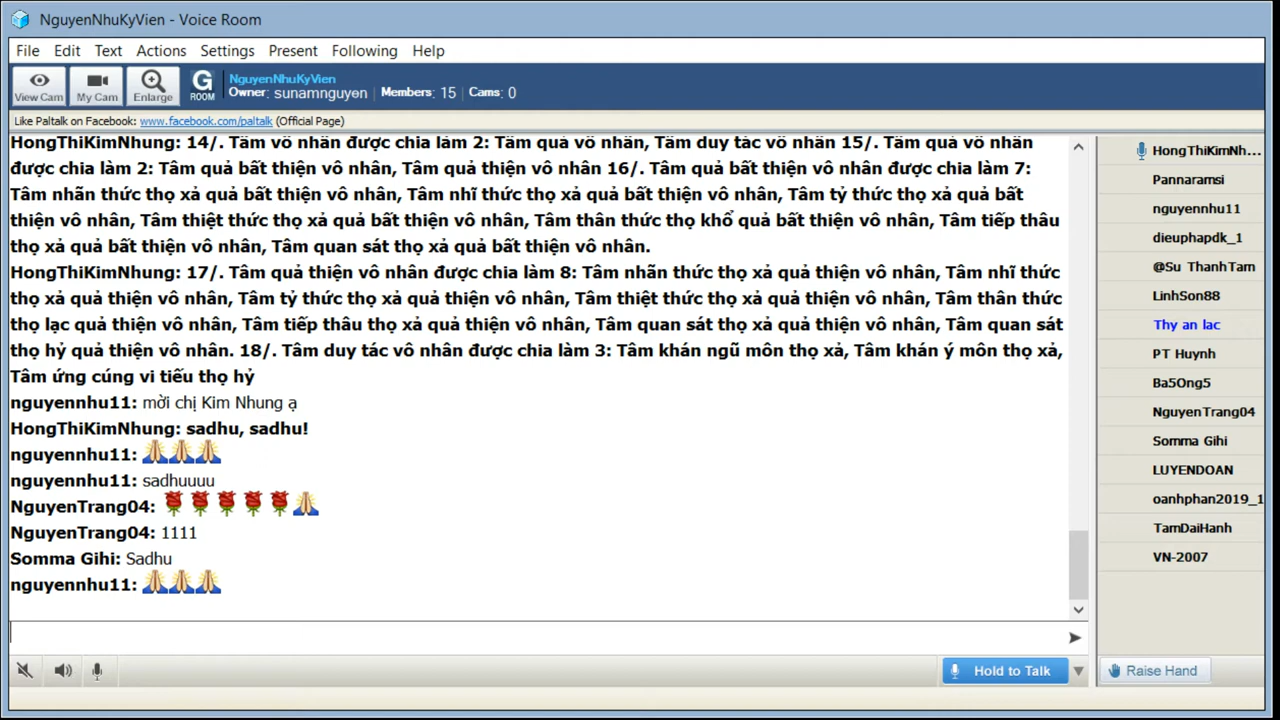 NguyenNhuKyVien - Voice Room
File Edit Text Actions Settings Present Following Help
View Cam My Cam Enlarge G ROOM
NguyenNhuKyVien
Owner: sunamnguyen | Members: 15 | Cams: 0
Like Paltalk on Facebook: www.facebook.com/paltalk (Official Page)
HongThiKimNhung: 14/. Tâm vô nhân được chia làm 2: Tâm quả vô nhân, Tâm duy tác vô nhân 15/. Tâm quả vô nhân
được chia làm 2: Tâm quả bất thiện vô nhân, Tâm quả thiện vô nhân 16/. Tâm quả bất thiện vô nhân được chia làm 7:
Tâm nhãn thức thọ xả quả bất thiện vô nhân, Tâm nhĩ thức thọ xả quả bất thiện vô nhân, Tâm tỷ thức thọ xả quả bất
thiện vô nhân, Tâm thiệt thức thọ xả quả bất thiện vô nhân, Tâm thân thức thọ khổ quả bất thiện vô nhân, Tâm tiếp thâu
thọ xả quả bất thiện vô nhân, Tâm quan sát thọ xả quả bất thiện vô nhân.
HongThiKimNhung: 17/. Tâm quả thiện vô nhân được chia làm 8: Tâm nhãn thức thọ xả quả thiện vô nhân, Tâm nhĩ thức
thọ xả quả thiện vô nhân, Tâm tỷ thức thọ xả quả thiện vô nhân, Tâm thiệt thức thọ xả quả thiện vô nhân, Tâm thân thức
thọ lạc quả thiện vô nhân, Tâm tiếp thâu thọ xả quả thiện vô nhân, Tâm quan sát thọ xả quả thiện vô nhân, Tâm quan sát
thọ hỷ quả thiện vô nhân. 18/. Tâm duy tác vô nhân được chia làm 3: Tâm khán ngũ môn thọ xả, Tâm khán ý môn thọ xả,
Tâm ứng cúng vi tiếu thọ hỷ
nguyennhu11: mời chị Kim Nhung ạ
HongThiKimNhung: sadhu, sadhu!
nguyennhu11: 🙏🙏🙏
nguyennhu11: sadhuuuu
NguyenTrang04: 🌹🌹🌹🌹🌹🙏
NguyenTrang04: 1111
Somma Gihi: Sadhu
nguyennhu11: 🙏🙏🙏
HongThiKimNh...
Pannaramsi
nguyennhu11
dieuphapdk_1
@Su ThanhTam
LinhSon88
Thy an lac
PT Huynh
Ba5Ong5
NguyenTrang04
Somma Gihi
LUYENDOAN
oanhphan2019_1
TamDaiHanh
VN-2007
Hold to Talk
Raise Hand